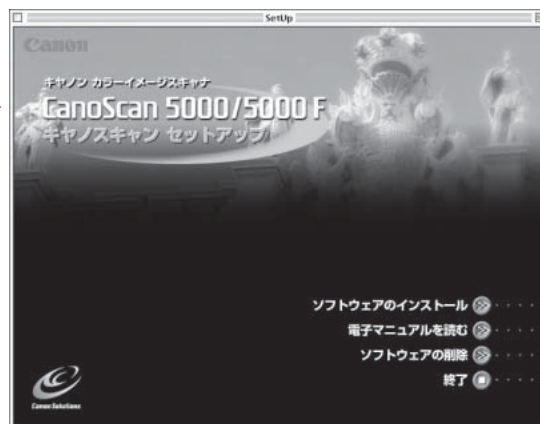 SetUp
Canon
キヤノン カラーイメージスキャナ
CanoScan 5000/5000 F
キヤノスキャン セットアップ
ソフトウェアのインストール
電子マニュアルを読む
ソフトウェアの削除
終了
Canon Solutions